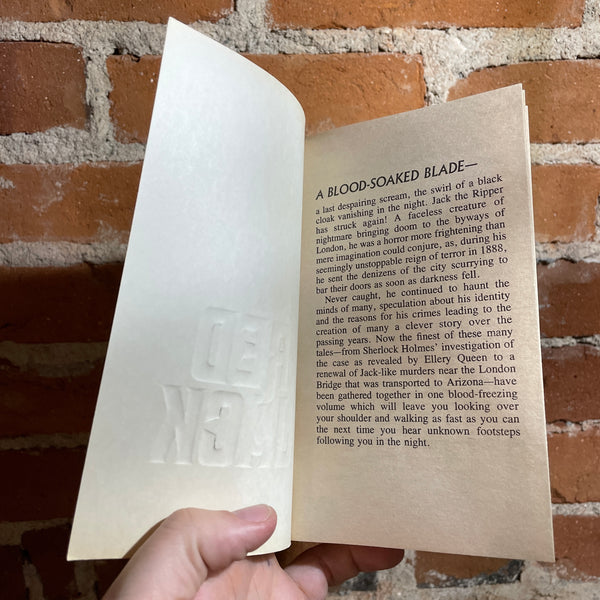 A BLOOD-SOAKED BLADE—
a last despairing scream, the swirl of a black
cloak vanishing in the night. Jack the Ripper
has struck again! A faceless creature of
nightmare bringing doom to the byways of
London, he was a horror more frightening than
mere imagination could conjure, as, during his
seemingly unstoppable reign of terror in 1888,
he sent the denizens of the city scurrying to
bar their doors as soon as darkness fell.
Never caught, he continued to haunt the
minds of many, speculation about his identity
and the reasons for his crimes leading to the
creation of many a clever story over the
passing years. Now the finest of these many
tales—from Sherlock Holmes' investigation of
the case as revealed by Ellery Queen to a
renewal of Jack-like murders near the London
Bridge that was transported to Arizona—have
been gathered together in one blood-freezing
volume which will leave you looking over
your shoulder and walking as fast as you can
the next time you hear unknown footsteps
following you in the night.